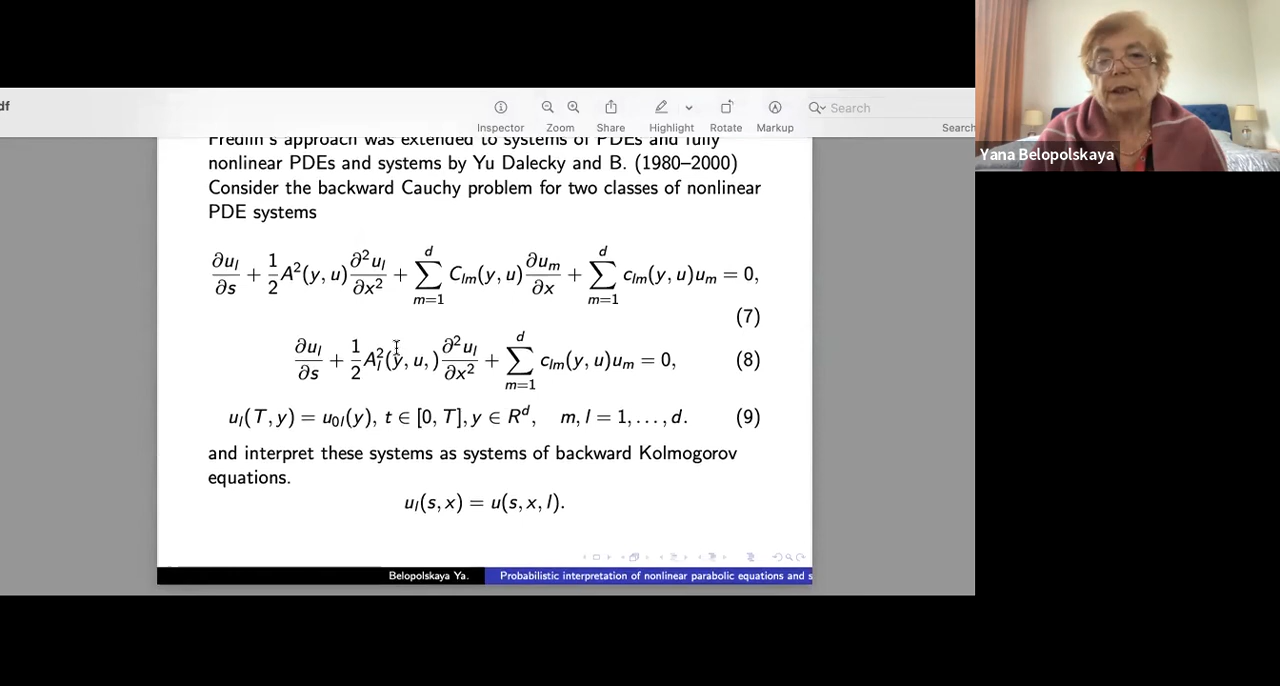 df
Search
Inspector Zoom Share Highlight Rotate Markup Search
Yana Belopolskaya
Freidlin's approach was extended to systems of PDEs and fully
nonlinear PDEs and systems by Yu Dalecky and B. (1980–2000)
Consider the backward Cauchy problem for two classes of nonlinear
PDE systems
∂u_l/∂s + 1/2 A²(y, u) ∂²u_l/∂x² + ∑_{m=1}^{d} C_{lm}(y, u) ∂u_m/∂x + ∑_{m=1}^{d} c_{lm}(y, u)u_m = 0,
(7)
∂u_l/∂s + 1/2 A_l²(y, u, ) ∂²u_l/∂x² + ∑_{m=1}^{d} c_{lm}(y, u)u_m = 0, (8)
u_l(T, y) = u_{0l}(y), t ∈ [0, T], y ∈ R^d, m, l = 1, . . . , d. (9)
and interpret these systems as systems of backward Kolmogorov
equations.
u_l(s, x) = u(s, x, l).
Belopolskaya Ya. Probabilistic interpretation of nonlinear parabolic equations and s